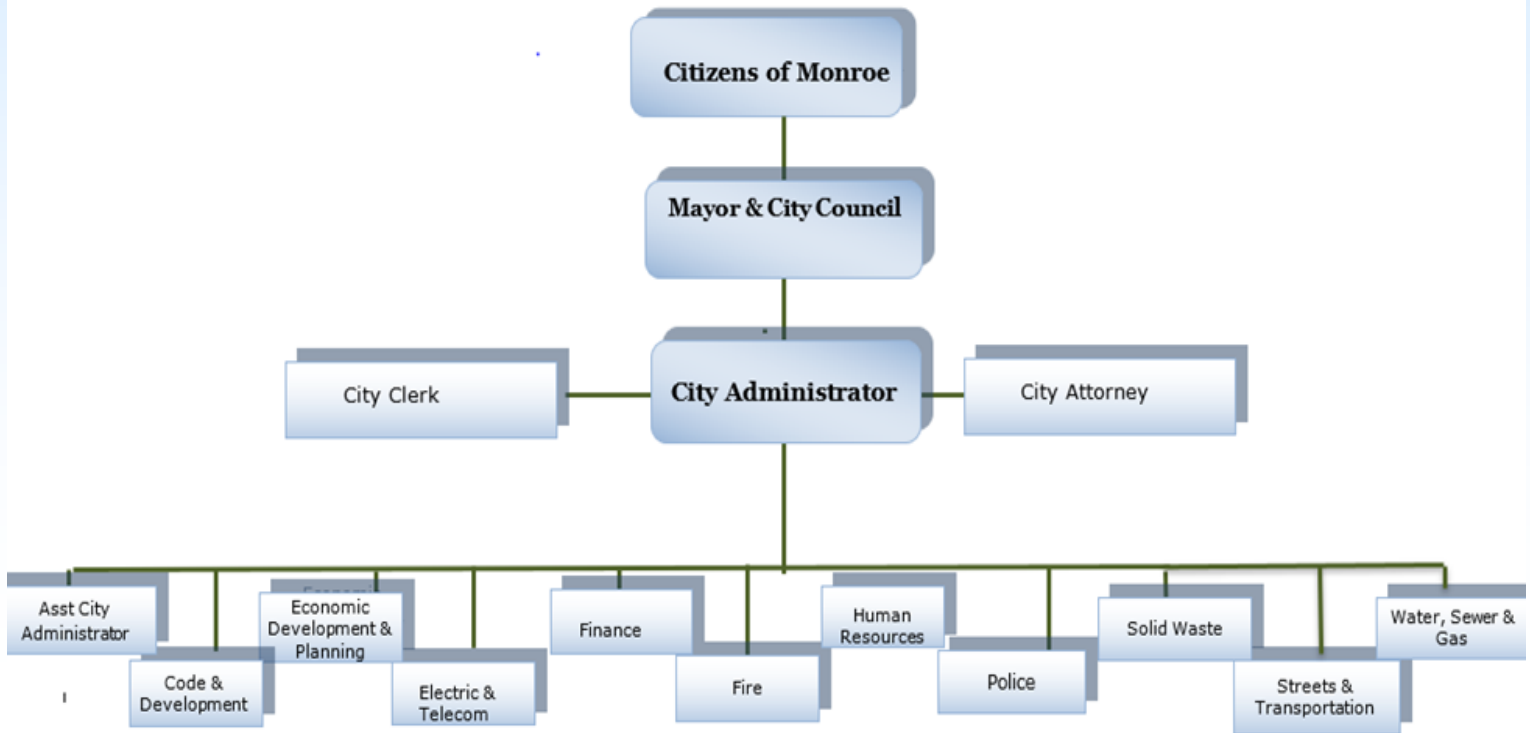 Citizens of Monroe
Mayor & City Council
City Clerk
City Administrator
City Attorney
Asst City
Administrator
Code &
Development
Economic
Economic
Development &
Planning
Electric &
Telecom
Finance
Fire
Human
Resources
Police
Solid Waste
Streets &
Transportation
Water, Sewer &
Gas